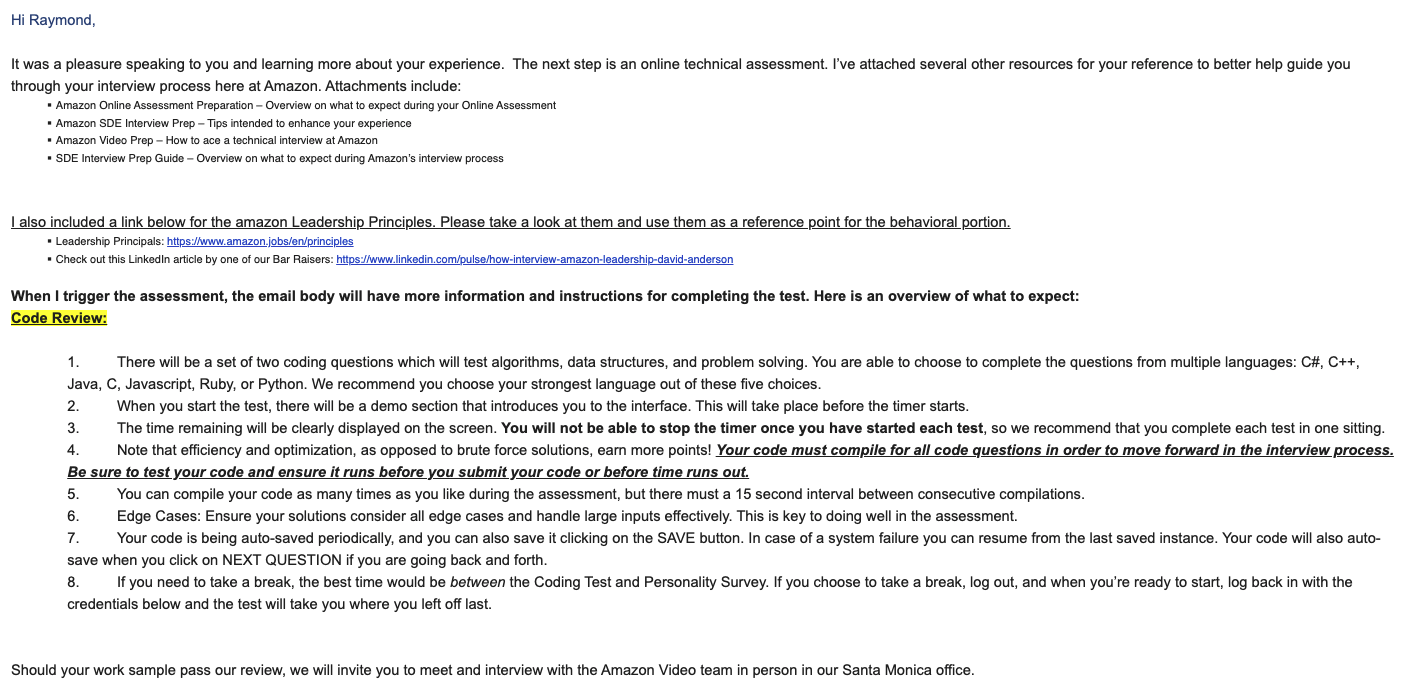 Hi Raymond,
It was a pleasure speaking to you and learning more about your experience.  The next step is an online technical assessment. I've attached several other resources for your reference to better help guide you
through your interview process here at Amazon. Attachments include:
▪ Amazon Online Assessment Preparation – Overview on what to expect during your Online Assessment
▪ Amazon SDE Interview Prep – Tips intended to enhance your experience
▪ Amazon Video Prep – How to ace a technical interview at Amazon
▪ SDE Interview Prep Guide – Overview on what to expect during Amazon's interview process
I also included a link below for the amazon Leadership Principles. Please take a look at them and use them as a reference point for the behavioral portion.
▪ Leadership Principals: https://www.amazon.jobs/en/principles
▪ Check out this LinkedIn article by one of our Bar Raisers: https://www.linkedin.com/pulse/how-interview-amazon-leadership-david-anderson
When I trigger the assessment, the email body will have more information and instructions for completing the test. Here is an overview of what to expect:
Code Review:
1. There will be a set of two coding questions which will test algorithms, data structures, and problem solving. You are able to choose to complete the questions from multiple languages: C#, C++,
Java, C, Javascript, Ruby, or Python. We recommend you choose your strongest language out of these five choices.
2. When you start the test, there will be a demo section that introduces you to the interface. This will take place before the timer starts.
3. The time remaining will be clearly displayed on the screen. You will not be able to stop the timer once you have started each test, so we recommend that you complete each test in one sitting.
4. Note that efficiency and optimization, as opposed to brute force solutions, earn more points! Your code must compile for all code questions in order to move forward in the interview process.
Be sure to test your code and ensure it runs before you submit your code or before time runs out.
5. You can compile your code as many times as you like during the assessment, but there must a 15 second interval between consecutive compilations.
6. Edge Cases: Ensure your solutions consider all edge cases and handle large inputs effectively. This is key to doing well in the assessment.
7. Your code is being auto-saved periodically, and you can also save it clicking on the SAVE button. In case of a system failure you can resume from the last saved instance. Your code will also auto-
save when you click on NEXT QUESTION if you are going back and forth.
8. If you need to take a break, the best time would be between the Coding Test and Personality Survey. If you choose to take a break, log out, and when you're ready to start, log back in with the
credentials below and the test will take you where you left off last.
Should your work sample pass our review, we will invite you to meet and interview with the Amazon Video team in person in our Santa Monica office.